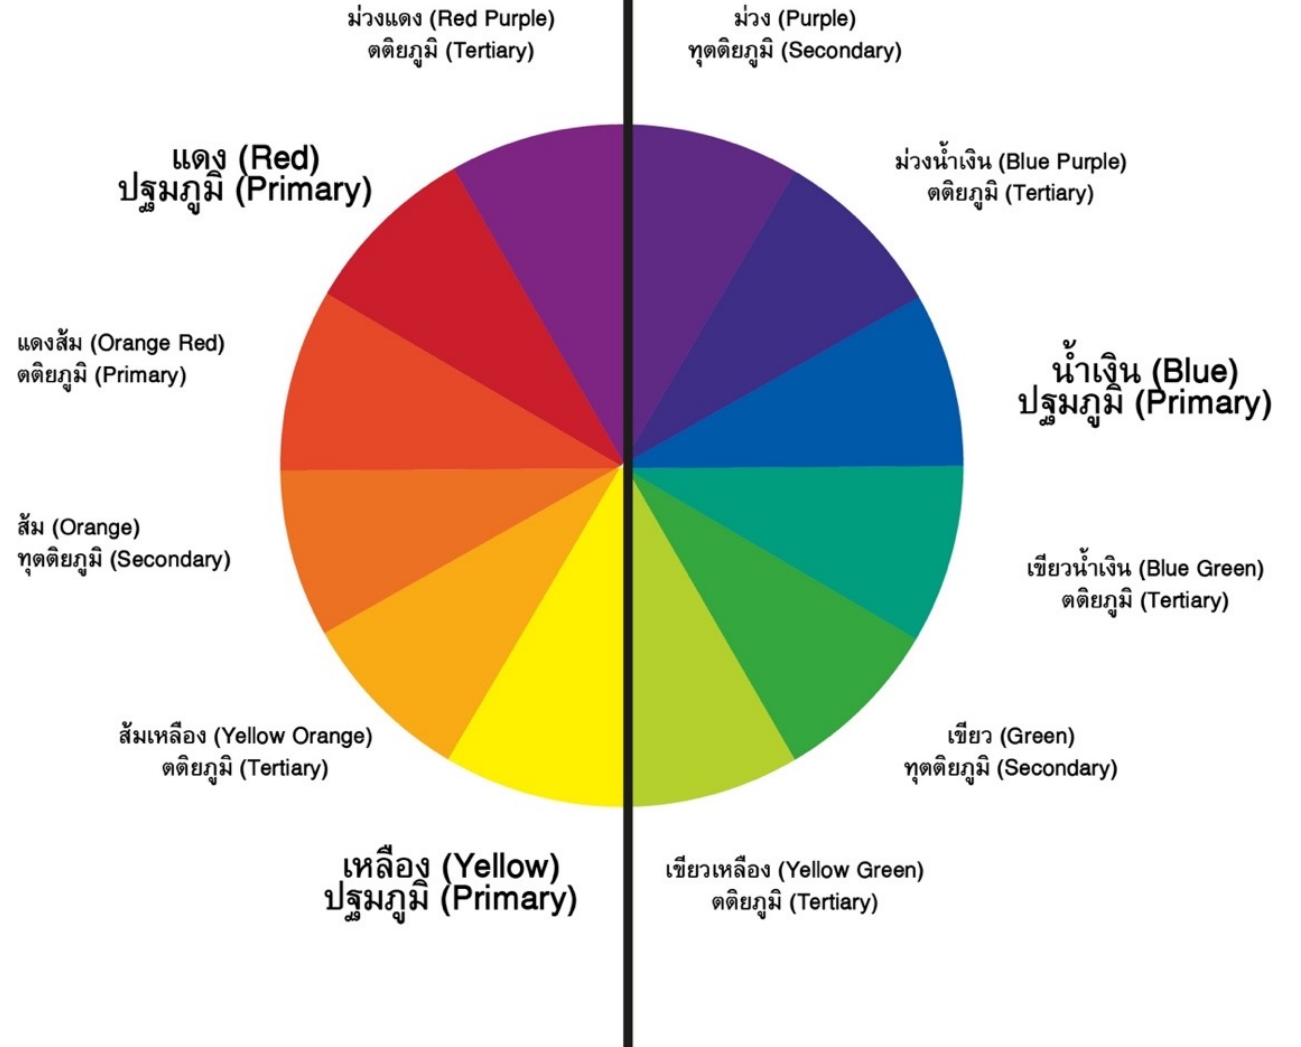 ม่วงแดง (Red Purple)
ตติยภูมิ (Tertiary)
ม่วง (Purple)
ทุตติยภูมิ (Secondary)
แดง (Red)
ปฐมภูมิ (Primary)
ม่วงน้ำเงิน (Blue Purple)
ตติยภูมิ (Tertiary)
แดงส้ม (Orange Red)
ตติยภูมิ (Primary)
น้ำเงิน (Blue)
ปฐมภูมิ (Primary)
ส้ม (Orange)
ทุตติยภูมิ (Secondary)
เขียวน้ำเงิน (Blue Green)
ตติยภูมิ (Tertiary)
ส้มเหลือง (Yellow Orange)
ตติยภูมิ (Tertiary)
เขียว (Green)
ทุตติยภูมิ (Secondary)
เหลือง (Yellow)
ปฐมภูมิ (Primary)
เขียวเหลือง (Yellow Green)
ตติยภูมิ (Tertiary)